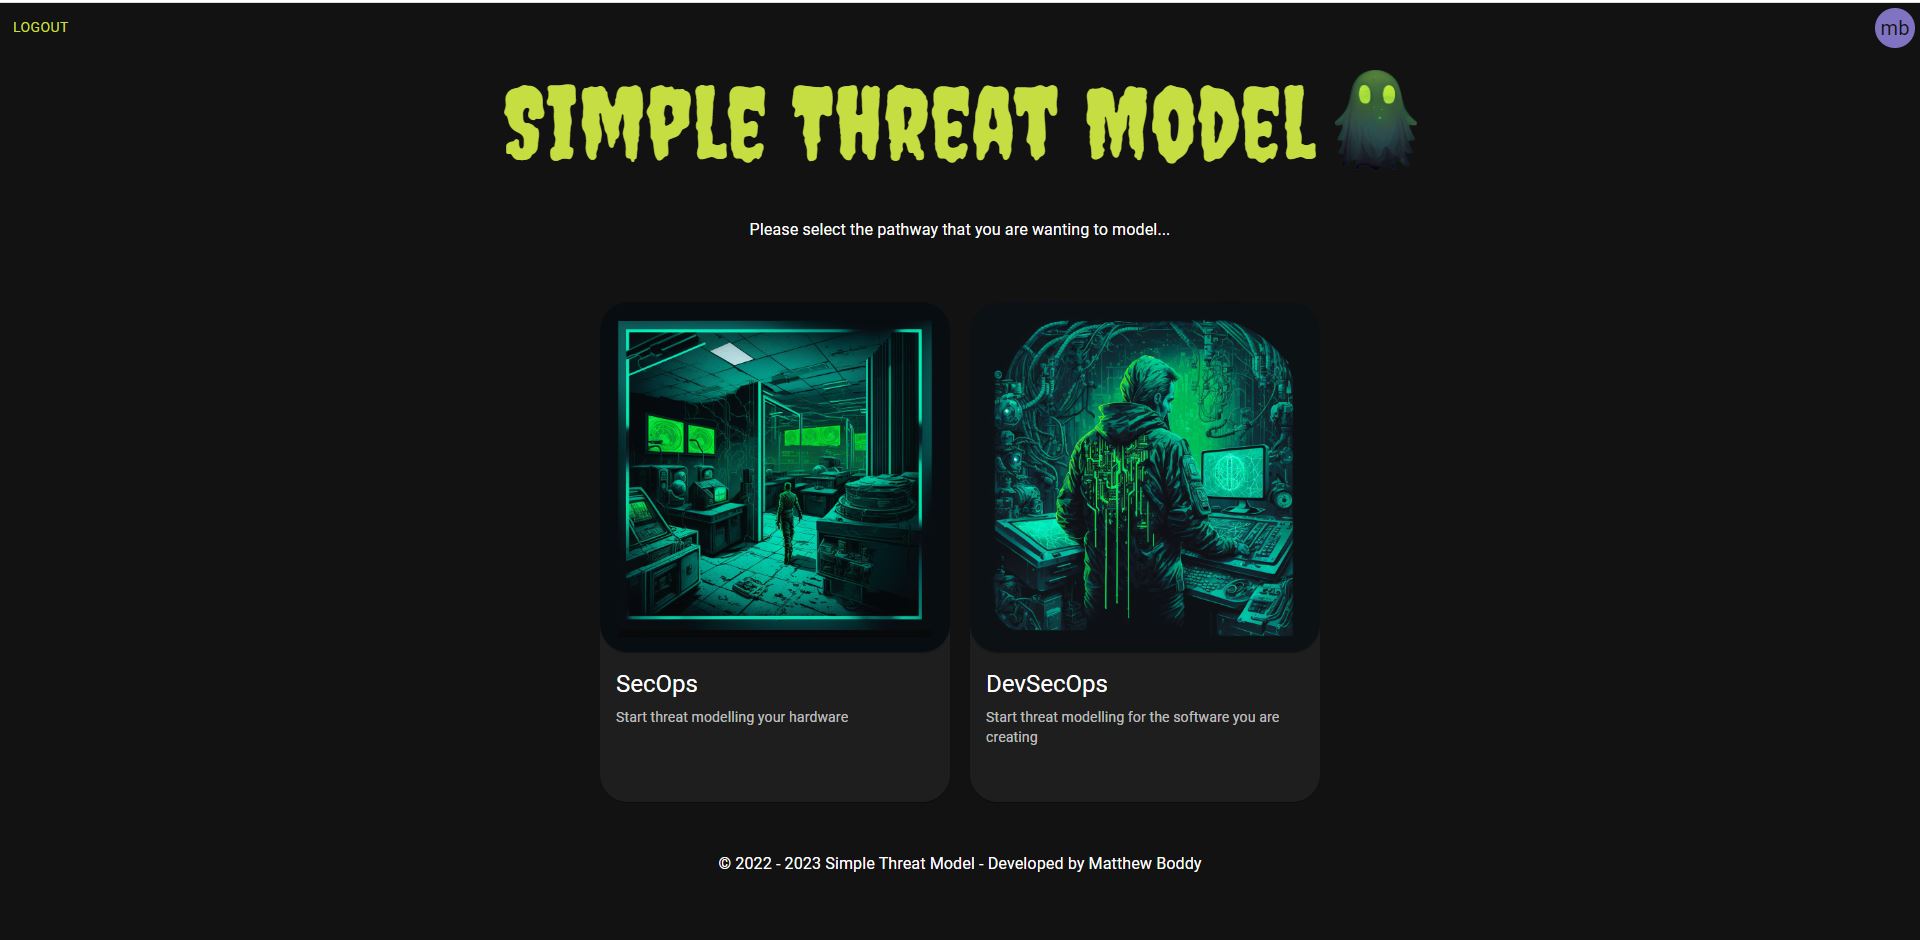 LOGOUT
mb
SIMPLE THREAT MODEL
Please select the pathway that you are wanting to model...
SecOps
Start threat modelling your hardware
DevSecOps
Start threat modelling for the software you are
creating
© 2022 - 2023 Simple Threat Model - Developed by Matthew Boddy